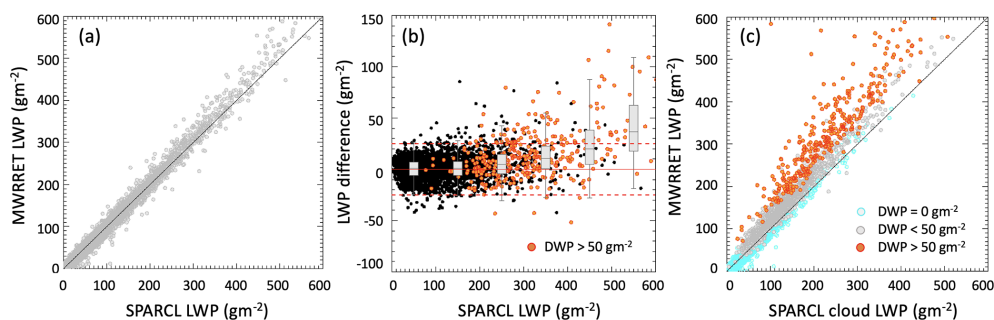 (a)
MWRRET LWP (gm⁻²)
600
500
400
300
200
100
0
0 100 200 300 400 500 600
SPARCL LWP (gm⁻²)
(b)
LWP difference (gm⁻²)
150
100
50
0
-50
-100
DWP > 50 gm⁻²
0 100 200 300 400 500 600
SPARCL LWP (gm⁻²)
(c)
MWRRET LWP (gm⁻²)
600
500
400
300
200
100
0
DWP = 0 gm⁻²
DWP < 50 gm⁻²
DWP > 50 gm⁻²
0 100 200 300 400 500 600
SPARCL cloud LWP (gm⁻²)